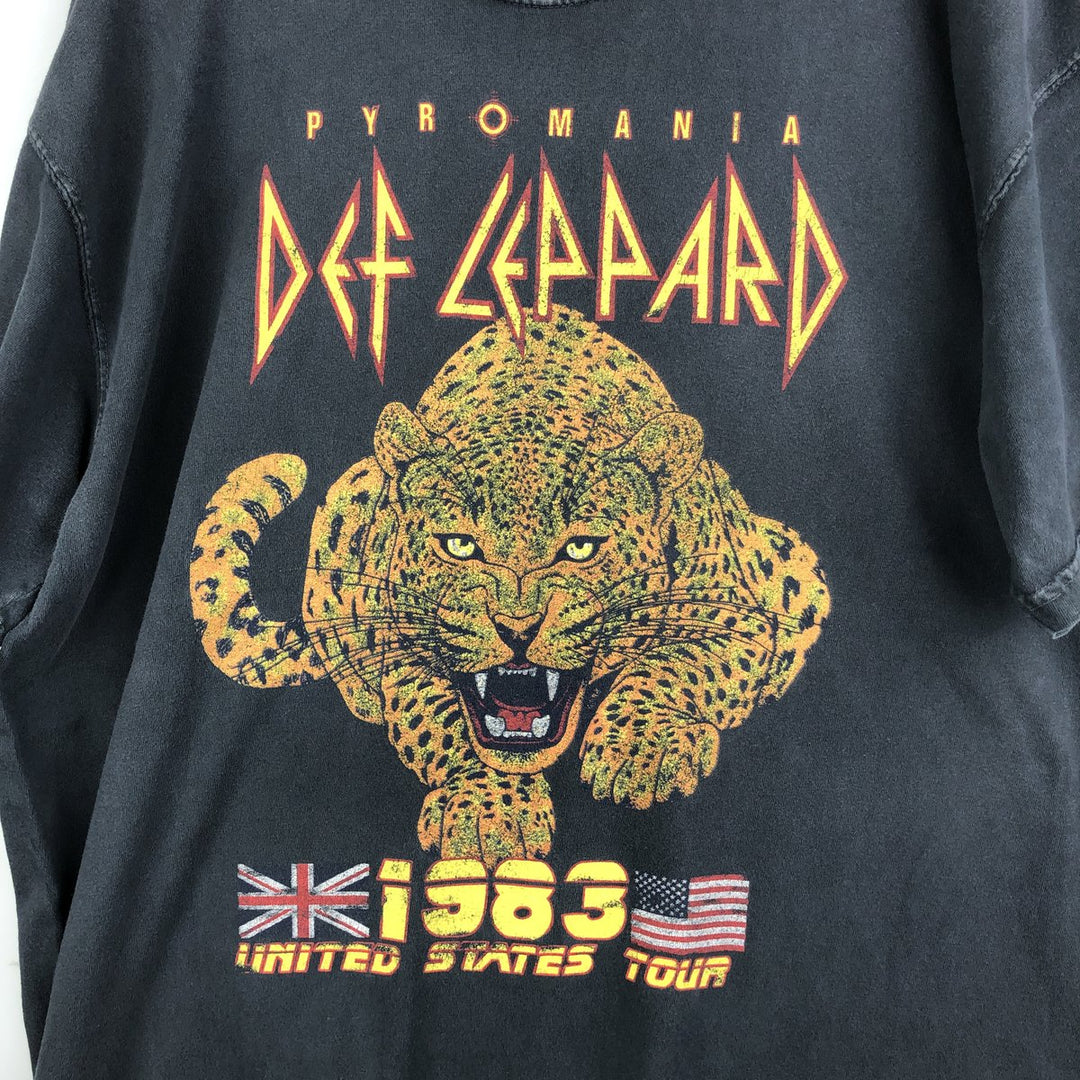 PYROMANIA
DEF LEPPARD
1983
UNITED STATES TOUR